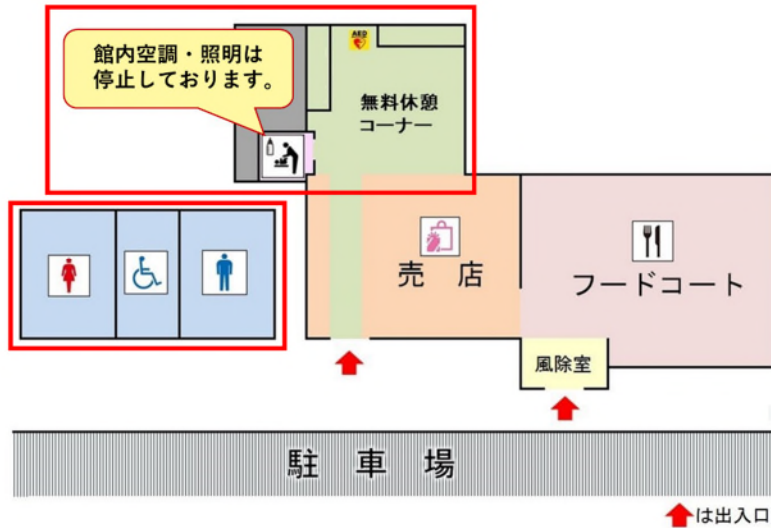 館内空調・照明は
停止しております。
AED
無料休憩
コーナー
売店
フードコート
風除室
駐車場
は出入口